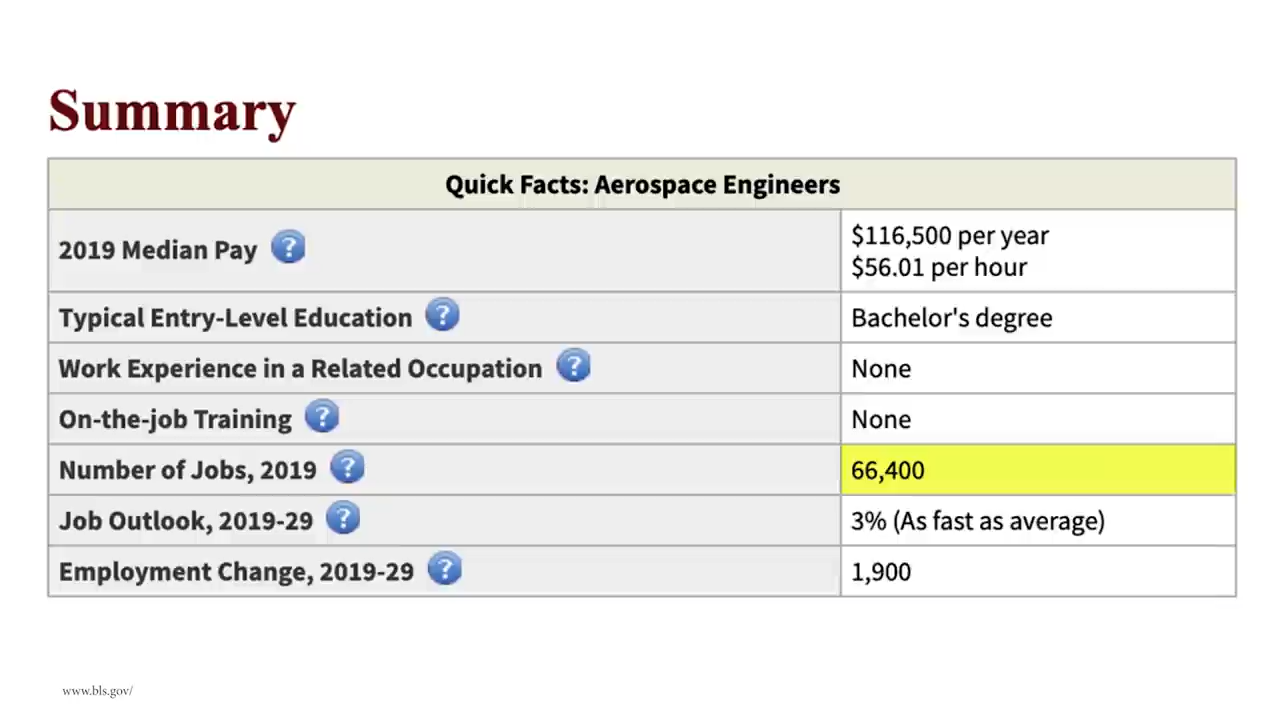 Summary
Quick Facts: Aerospace Engineers
2019 Median Pay ?
$116,500 per year
$56.01 per hour
Typical Entry-Level Education ?
Bachelor's degree
Work Experience in a Related Occupation ?
None
On-the-job Training ?
None
Number of Jobs, 2019 ?
66,400
Job Outlook, 2019-29 ?
3% (As fast as average)
Employment Change, 2019-29 ?
1,900
www.bls.gov/